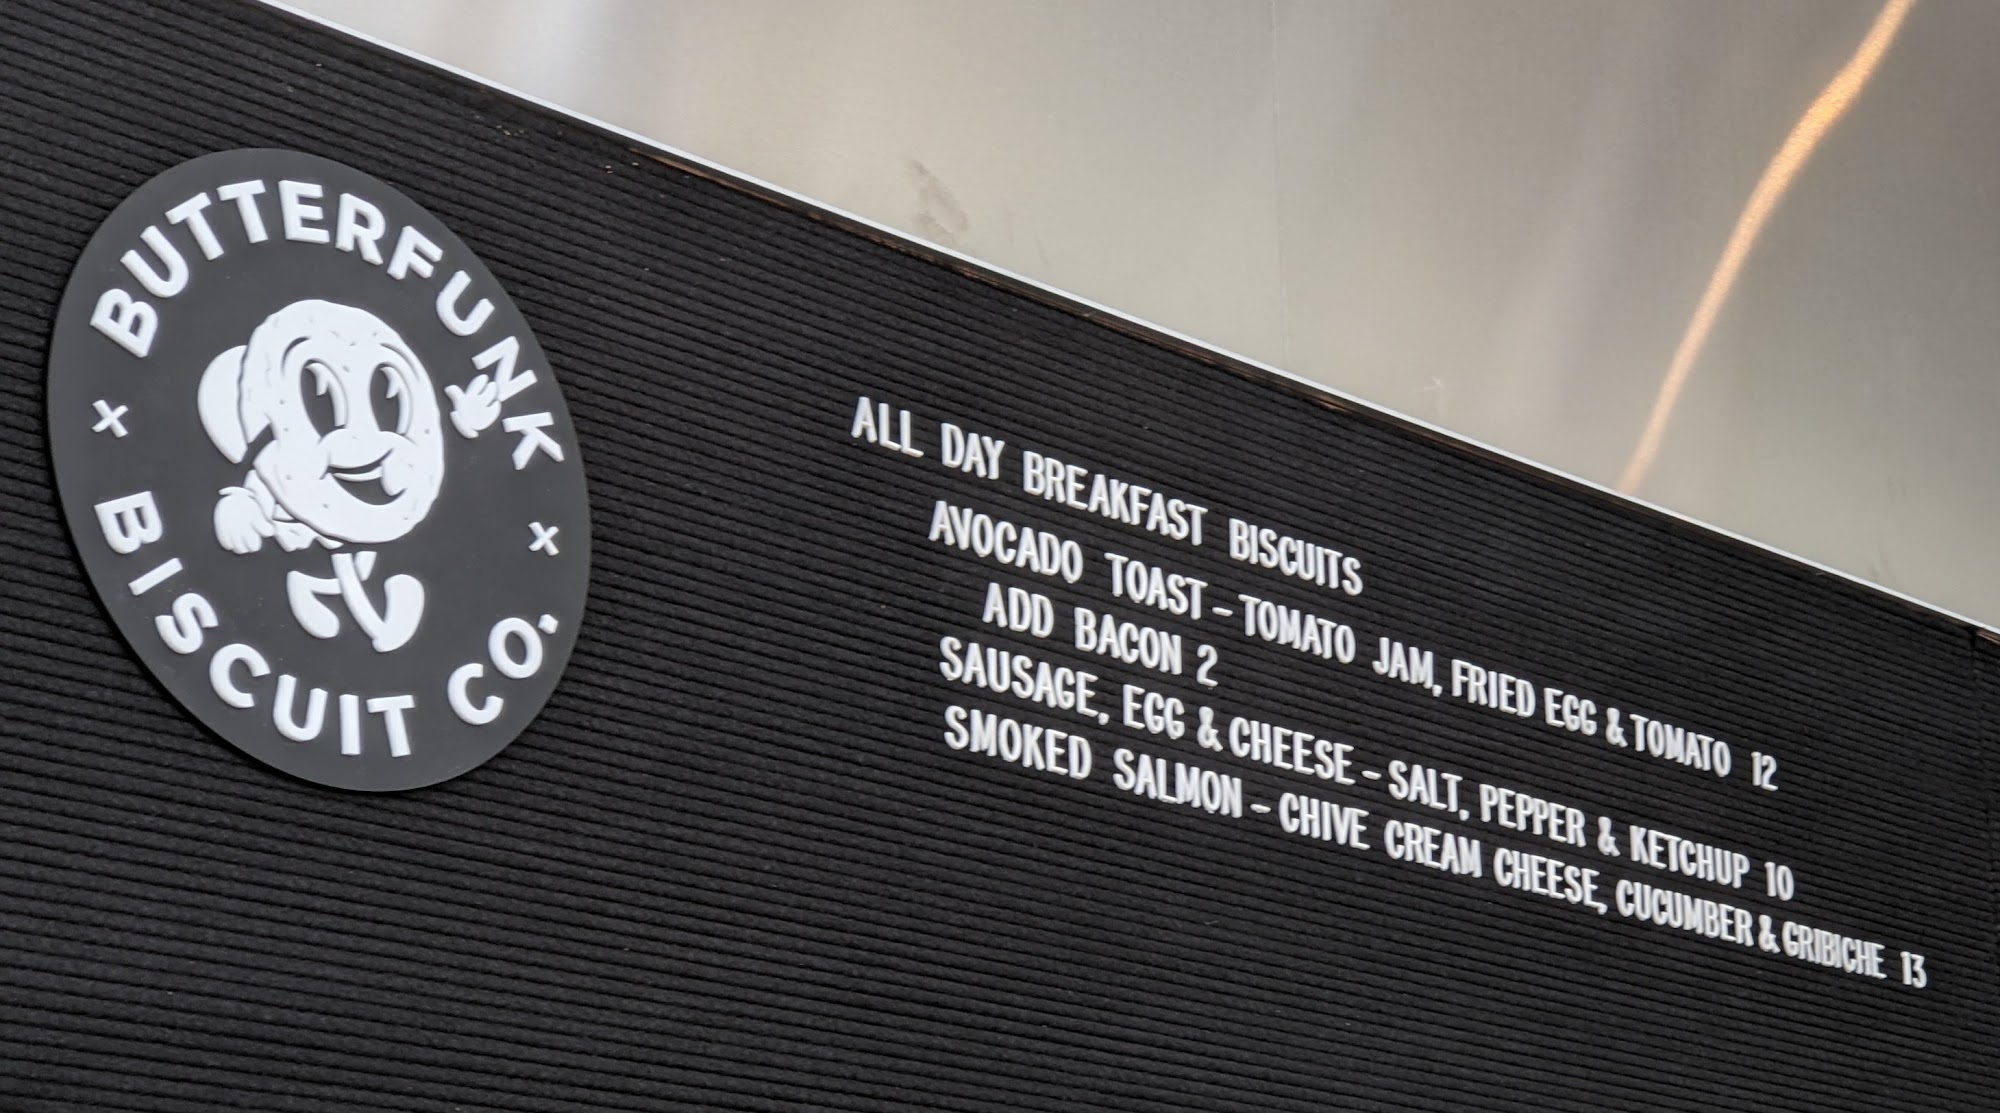 BUTTERFUNK
× BISCUIT CO. ×
ALL DAY BREAKFAST BISCUITS
AVOCADO TOAST - TOMATO JAM, FRIED EGG & TOMATO 12
ADD BACON 2
SAUSAGE, EGG & CHEESE - SALT, PEPPER & KETCHUP 10
SMOKED SALMON - CHIVE CREAM CHEESE, CUCUMBER & GRIBICHE 13